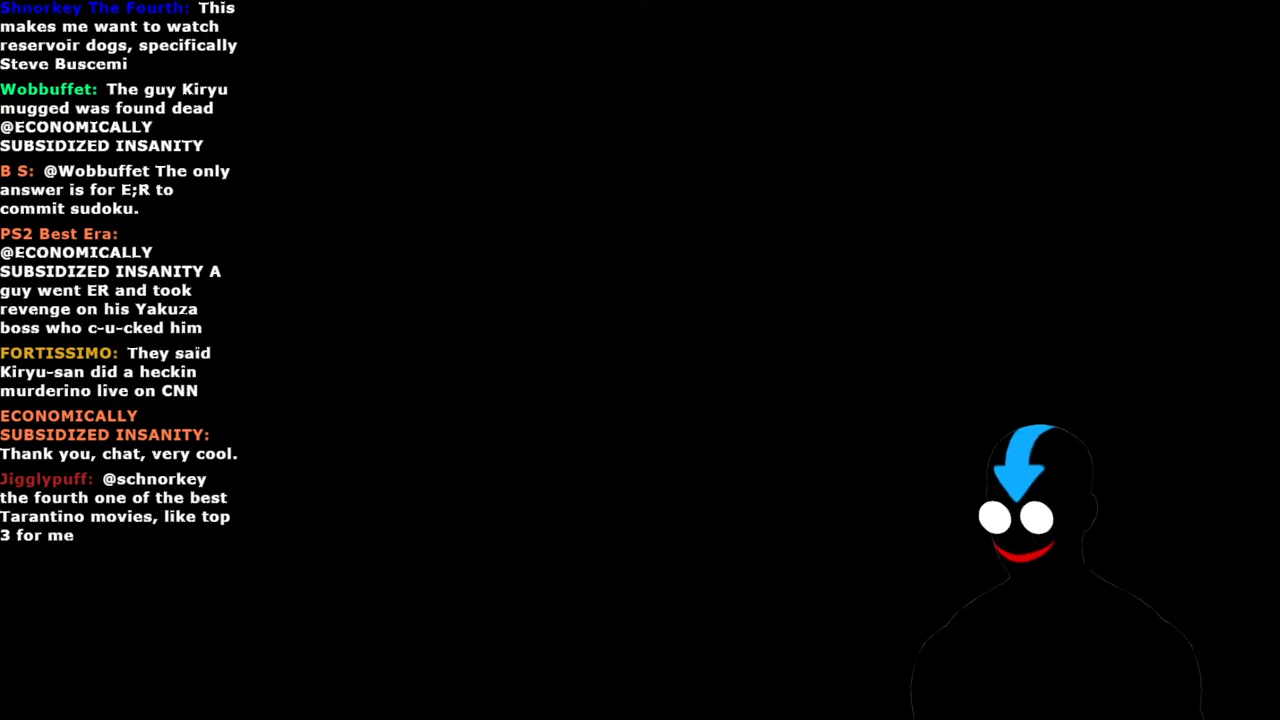 Shnorkey The Fourth: This
makes me want to watch
reservoir dogs, specifically
Steve Buscemi
Wobbuffet: The guy Kiryu
mugged was found dead
@ECONOMICALLY
SUBSIDIZED INSANITY
B S: @Wobbuffet The only
answer is for E;R to
commit sudoku.
PS2 Best Era:
@ECONOMICALLY
SUBSIDIZED INSANITY A
guy went ER and took
revenge on his Yakuza
boss who c-u-cked him
FORTISSIMO: They saïd
Kiryu-san did a heckin
murderino live on CNN
ECONOMICALLY
SUBSIDIZED INSANITY:
Thank you, chat, very cool.
Jigglypuff: @schnorkey
the fourth one of the best
Tarantino movies, like top
3 for me